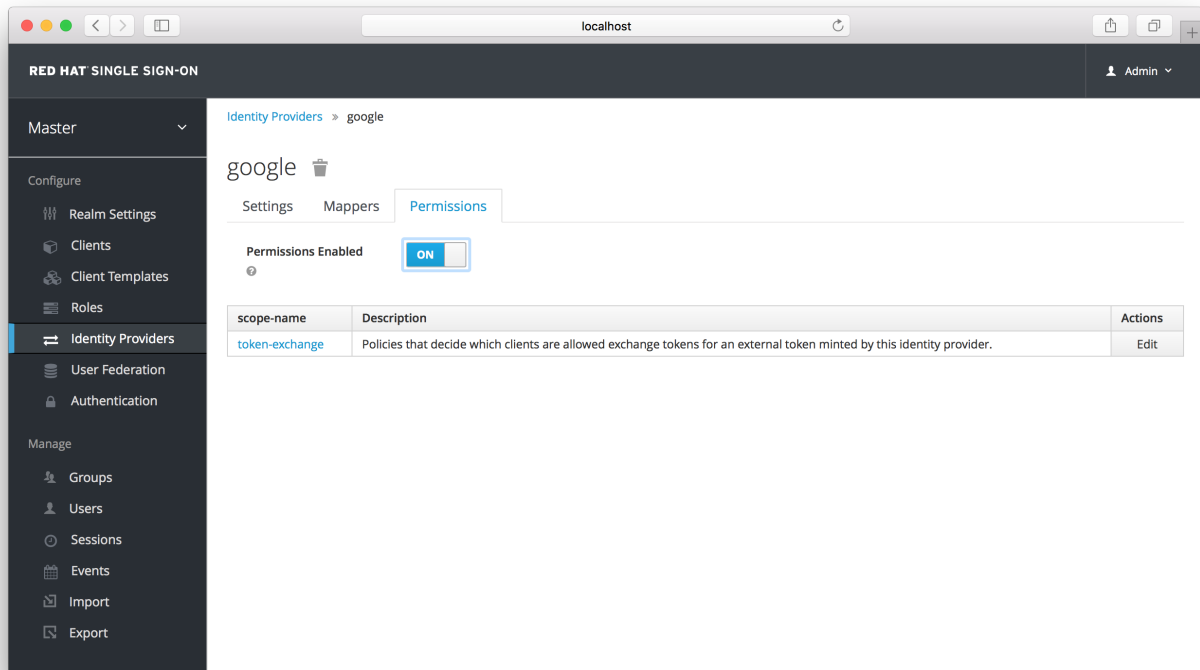 localhost
RED HAT SINGLE SIGN-ON
Admin
Master
Identity Providers » google
google
Configure
Settings Mappers Permissions
Realm Settings
Clients
Client Templates
Roles
Identity Providers
User Federation
Authentication
Permissions Enabled
ON
scope-name Description Actions
token-exchange Policies that decide which clients are allowed exchange tokens for an external token minted by this identity provider. Edit
Manage
Groups
Users
Sessions
Events
Import
Export